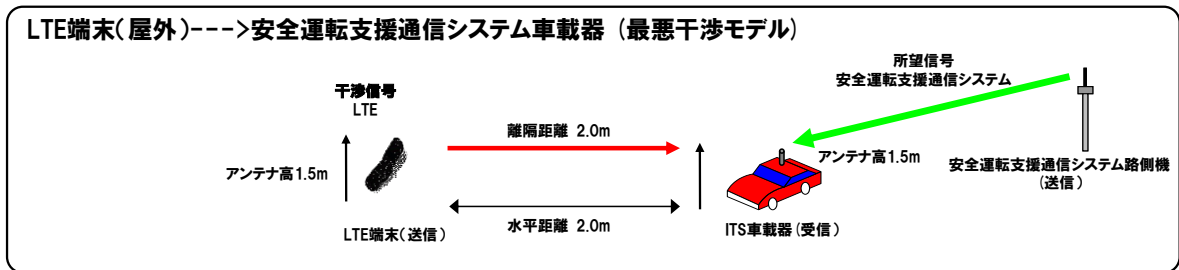 LTE端末(屋外)--->安全運転支援通信システム車載器 (最悪干渉モデル)
所望信号
安全運転支援通信システム
干渉信号
LTE
離隔距離 2.0m
アンテナ高1.5m
アンテナ高1.5m
安全運転支援通信システム路側機
(送信)
水平距離 2.0m
LTE端末(送信)
ITS車載器(受信)